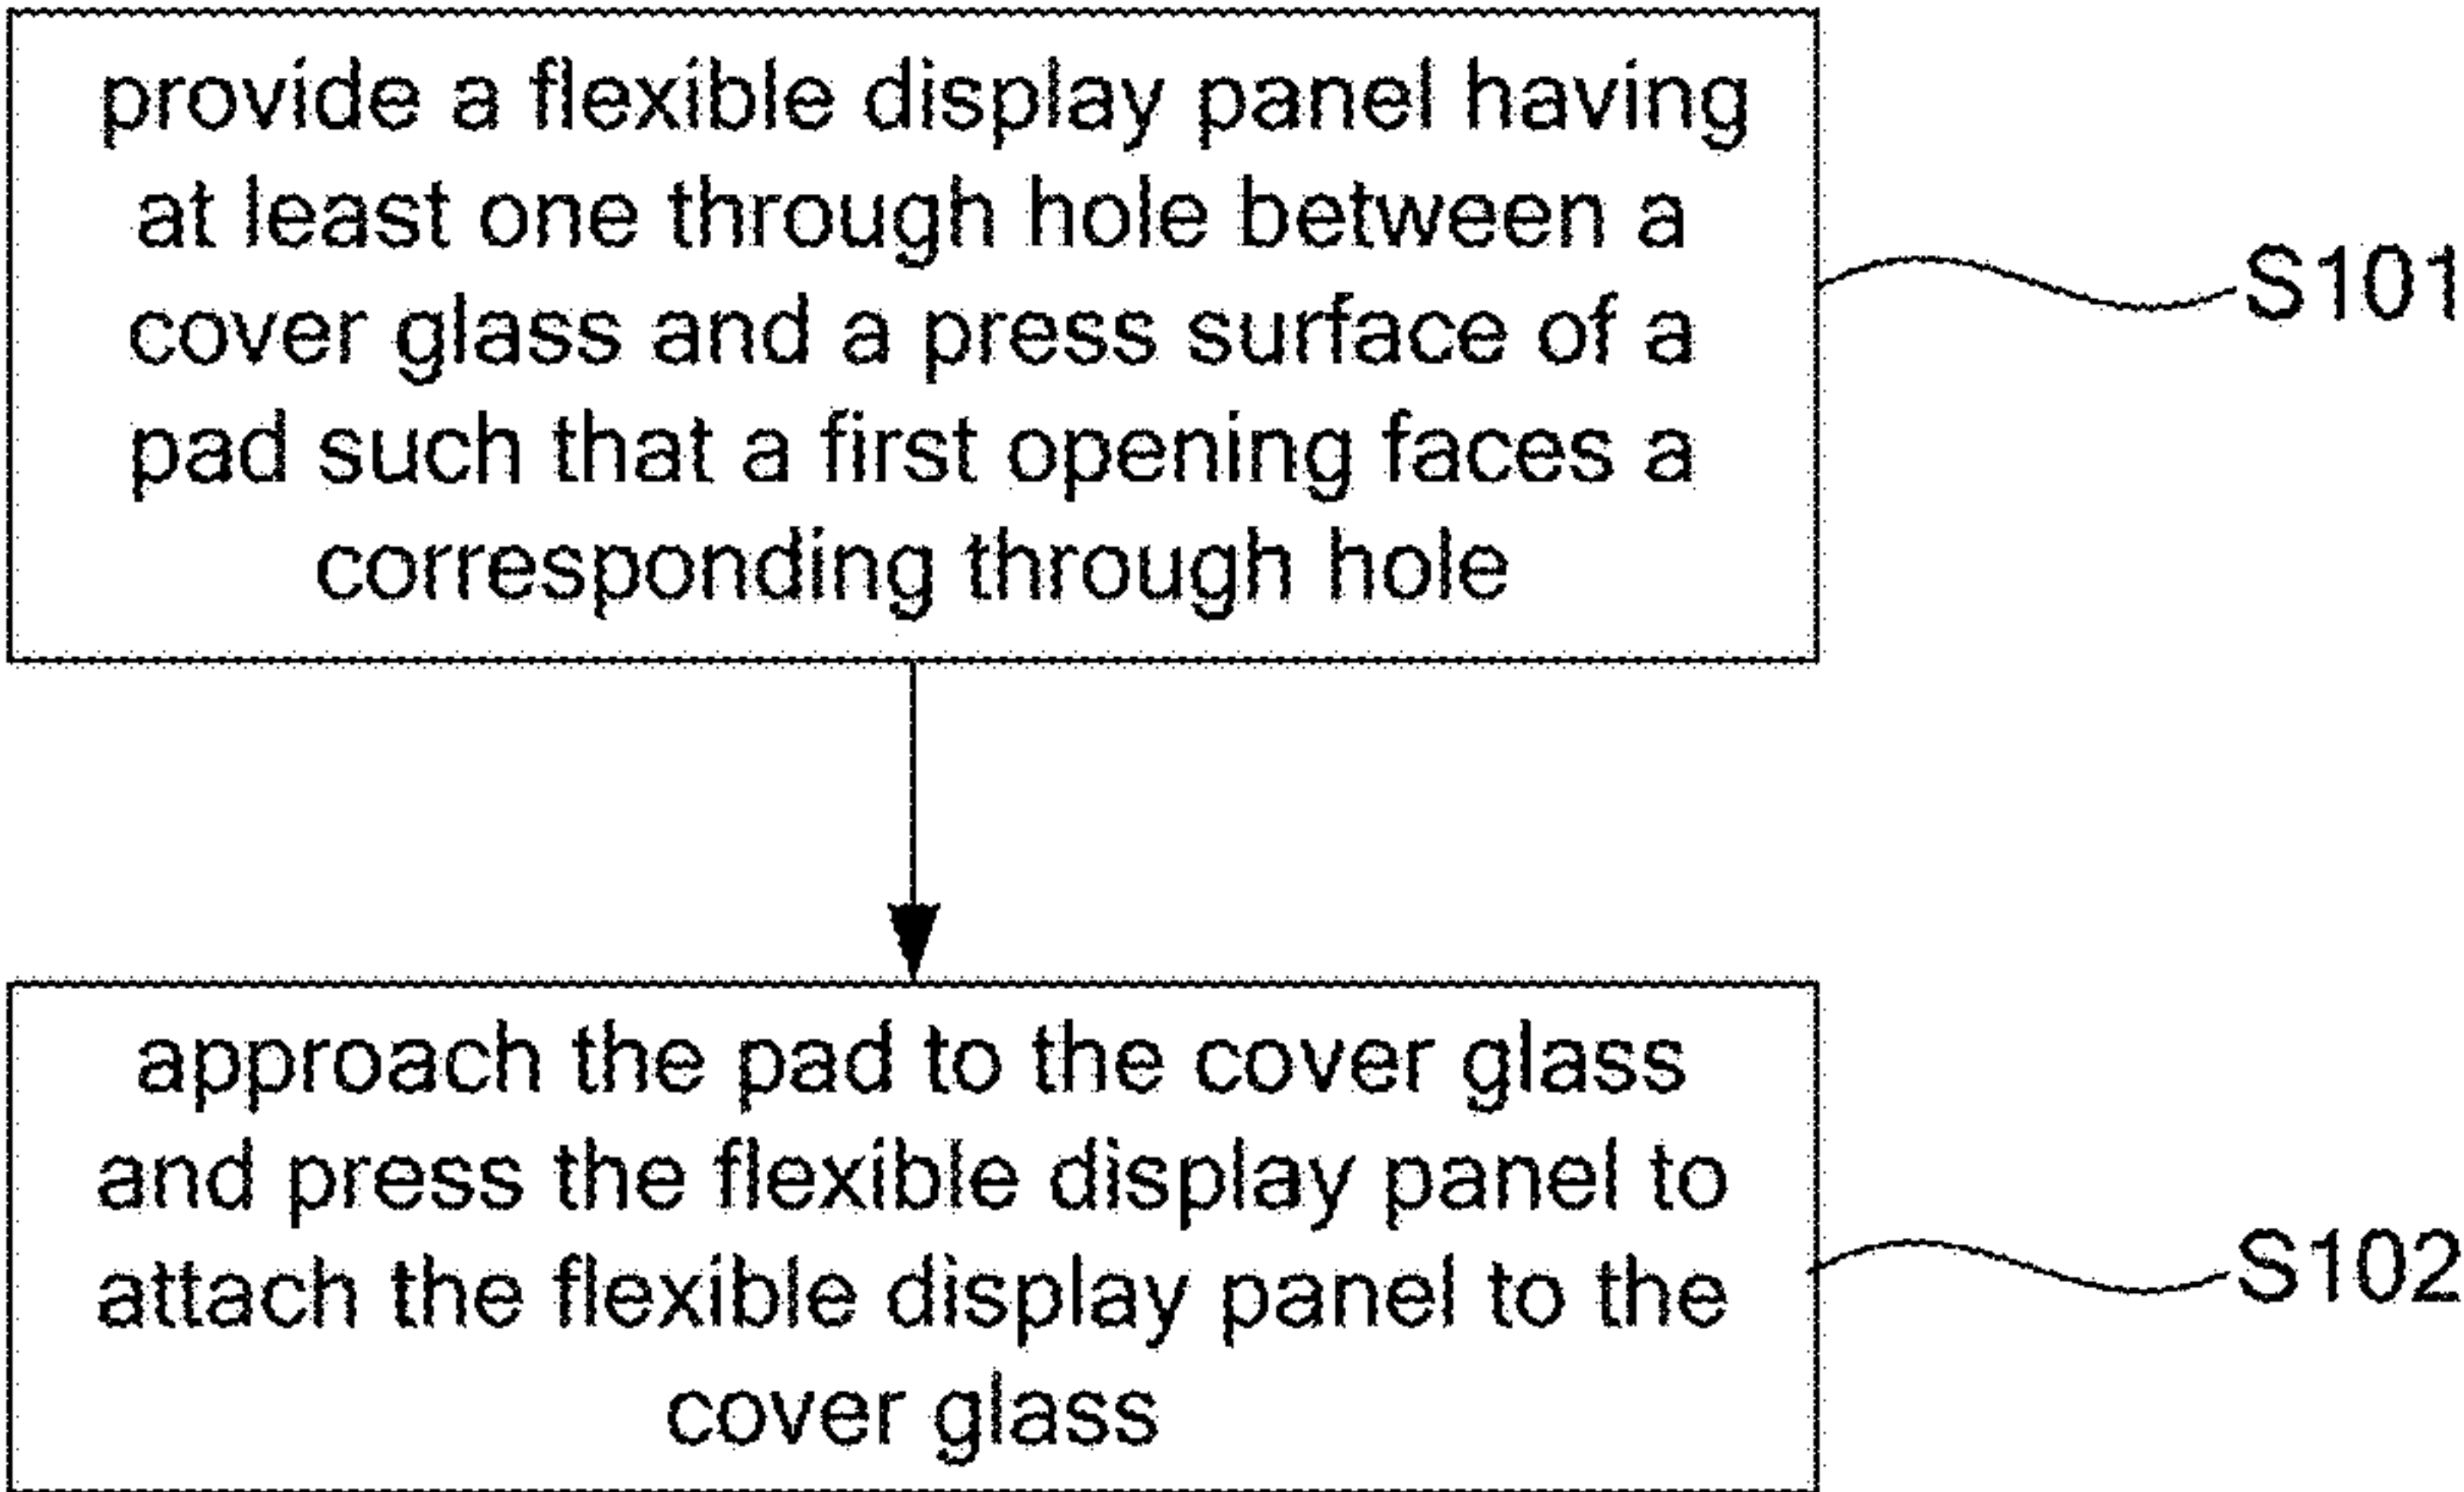 provide a flexible display panel having
at least one through hole between a
cover glass and a press surface of a
pad such that a first opening faces a
corresponding through hole
S101
approach the pad to the cover glass
and press the flexible display panel to
attach the flexible display panel to the
cover glass
S102